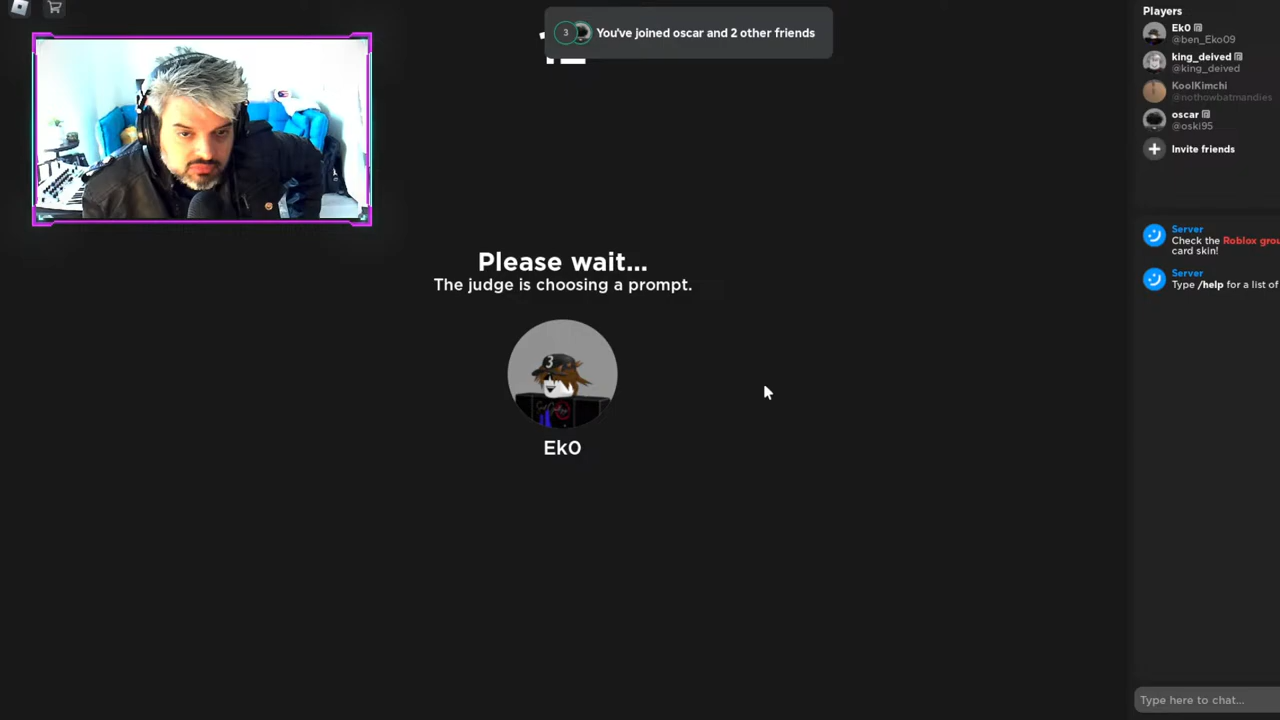 You've joined oscar and 2 other friends
3
Please wait...
The judge is choosing a prompt.
3
Ek0
Players
Ek0
@ben_Eko09
king_deived
@king_deived
KoolKimchi
@nothowbatmandies
oscar
@oski95
Invite friends
Server
Check the Roblox
card skin!
Server
Type /help for a list of
Type here to chat...